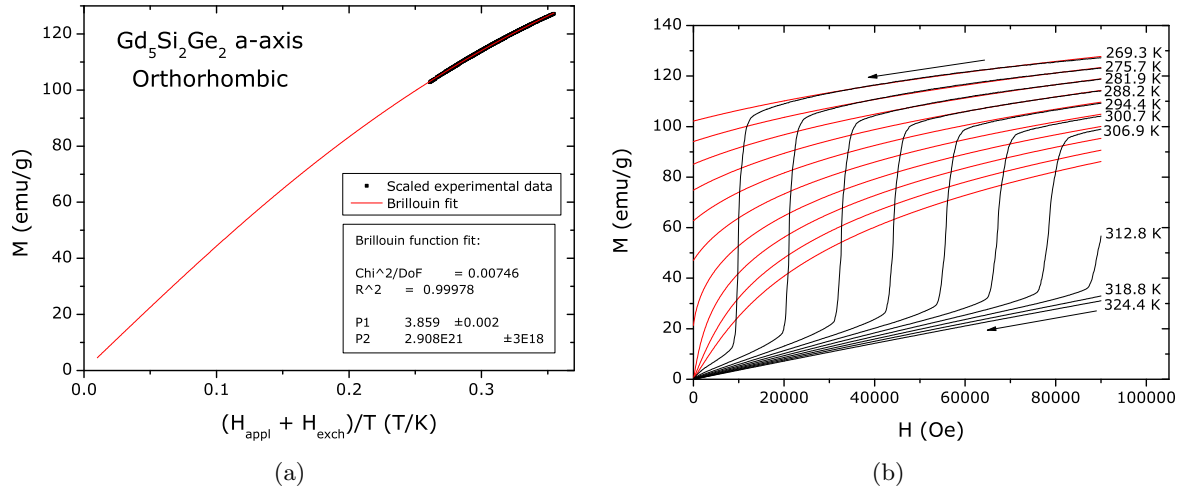 Gd5Si2Ge2 a-axis
Orthorhombic
Scaled experimental data
Brillouin fit
Brillouin function fit:
Chi^2/DoF = 0.00746
R^2 = 0.99978
P1 3.859 ±0.002
P2 2.908E21 ±3E18
M (emu/g)
120
100
80
60
40
20
0
0.0 0.1 0.2 0.3
(Happl + Hexch)/T (T/K)
(a)
M (emu/g)
140
120
100
80
60
40
20
0
269.3 K
275.7 K
281.9 K
288.2 K
294.4 K
300.7 K
306.9 K
312.8 K
318.8 K
324.4 K
0 20000 40000 60000 80000 100000
H (Oe)
(b)